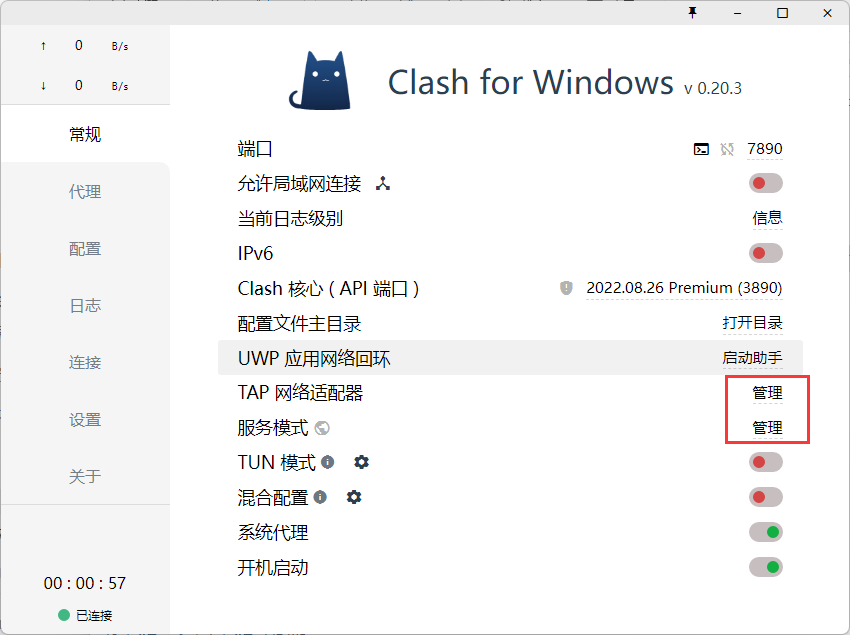 ↑ 0 B/s
↓ 0 B/s
常规
代理
配置
日志
连接
设置
关于
00 : 00 : 57
已连接
Clash for Windows v 0.20.3
端口 7890
允许局域网连接
当前日志级别 信息
IPv6
Clash 核心 ( API 端口 ) 2022.08.26 Premium (3890)
配置文件主目录 打开目录
UWP 应用网络回环 启动助手
TAP 网络适配器 管理
服务模式 管理
TUN 模式
混合配置
系统代理
开机启动